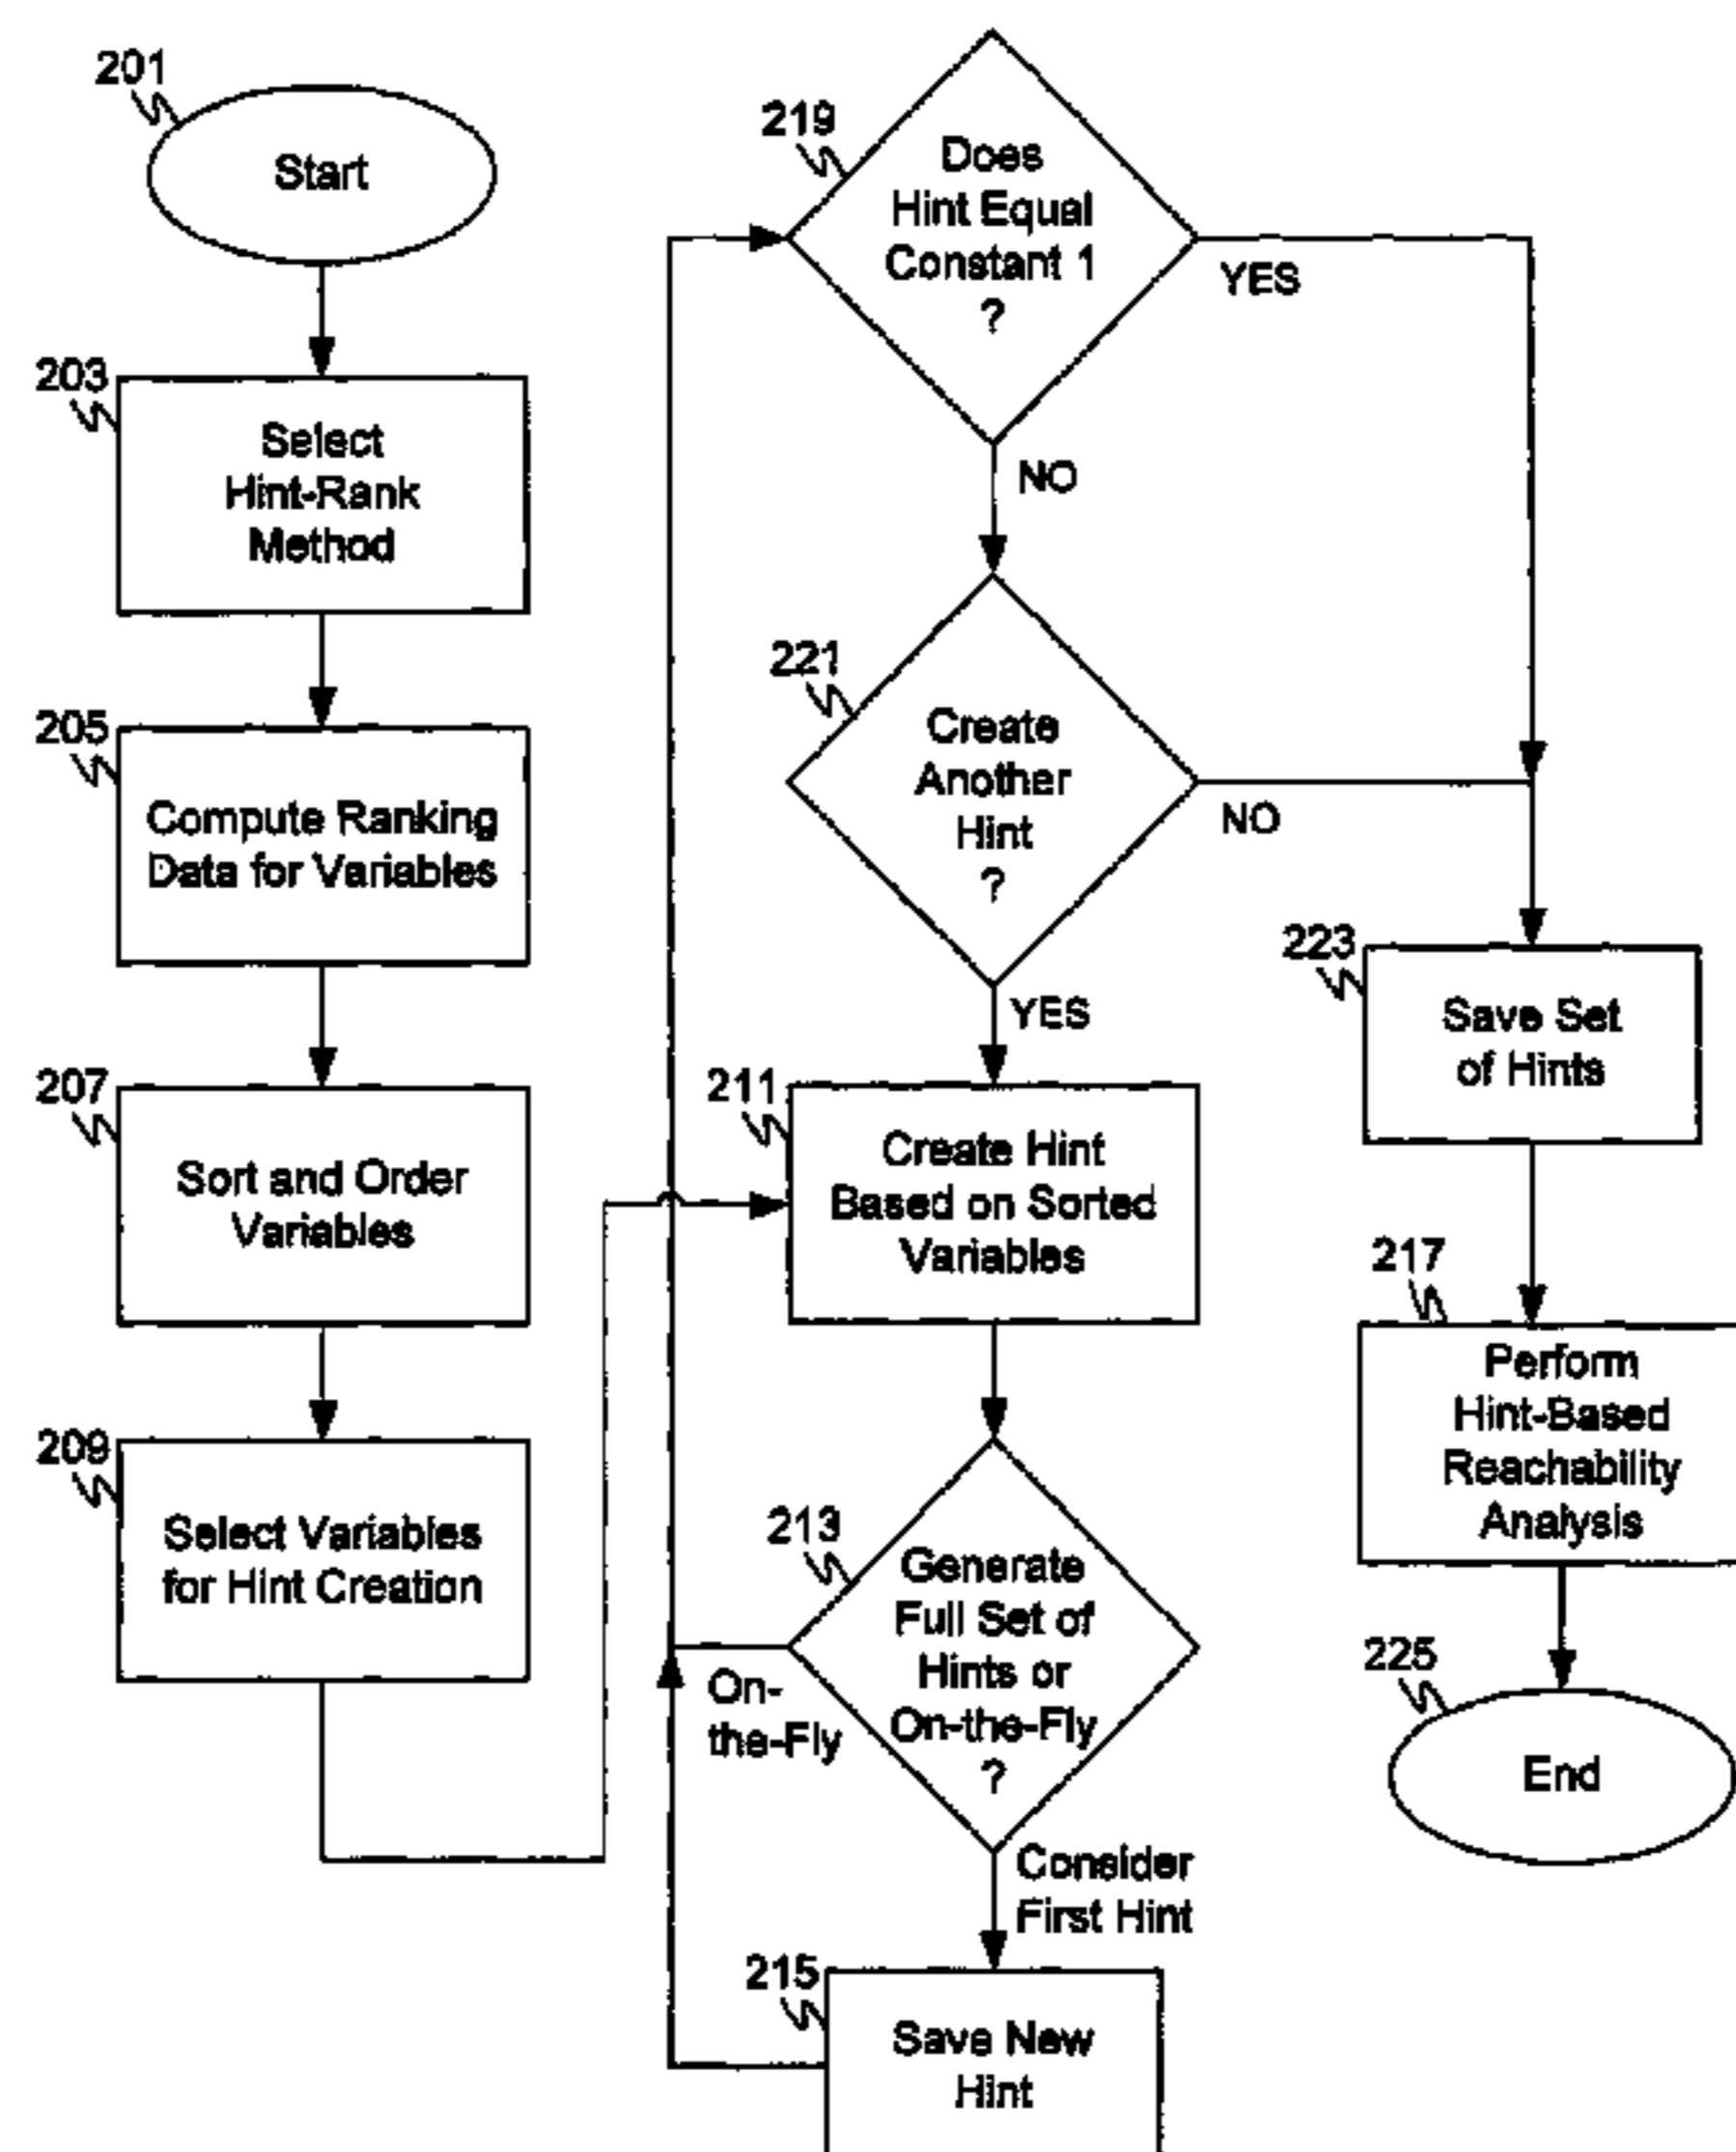 201
Start
203
Select
Hint-Rank
Method
205
Compute Ranking
Data for Variables
207
Sort and Order
Variables
209
Select Variables
for Hint Creation
219
Does
Hint Equal
Constant 1
?
YES
NO
221
Create
Another
Hint
?
NO
YES
211
Create Hint
Based on Sorted
Variables
213
Generate
Full Set of
Hints or
On-the-Fly
?
On-
the-Fly
Consider
First Hint
215
Save New
Hint
223
Save Set
of Hints
217
Perform
Hint-Based
Reachability
Analysis
225
End